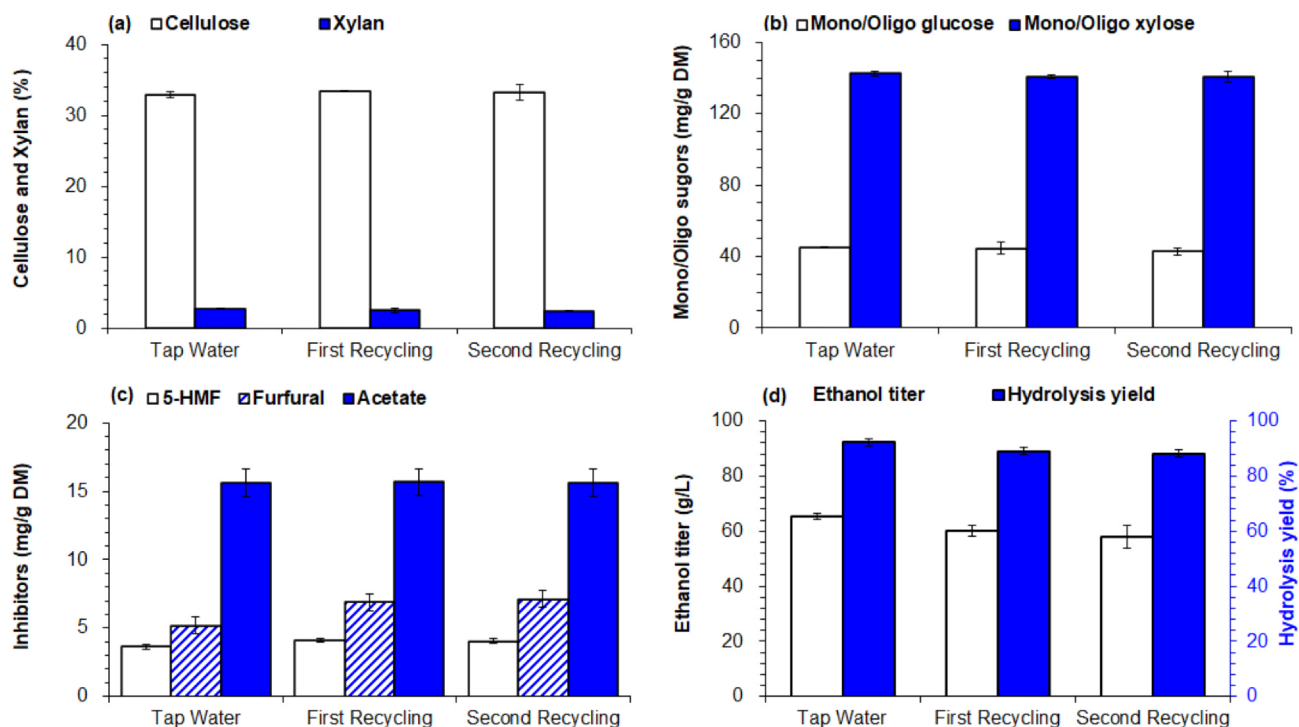 (a) Cellulose Xylan
Cellulose and Xylan (%)
40
30
20
10
0
Tap Water First Recycling Second Recycling
(b) Mono/Oligo glucose Mono/Oligo xylose
Mono/Oligo sugors (mg/g DM)
160
120
80
40
0
Tap Water First Recycling Second Recycling
(c) 5-HMF Furfural Acetate
Inhibitors (mg/g DM)
20
15
10
5
0
Tap Water First Recycling Second Recycling
(d) Ethanol titer Hydrolysis yield
Ethanol titer (g/L)
100
80
60
40
20
0
100
80
60
40
20
0
Hydrolysis yield (%)
Tap Water First Recycling Second Recycling